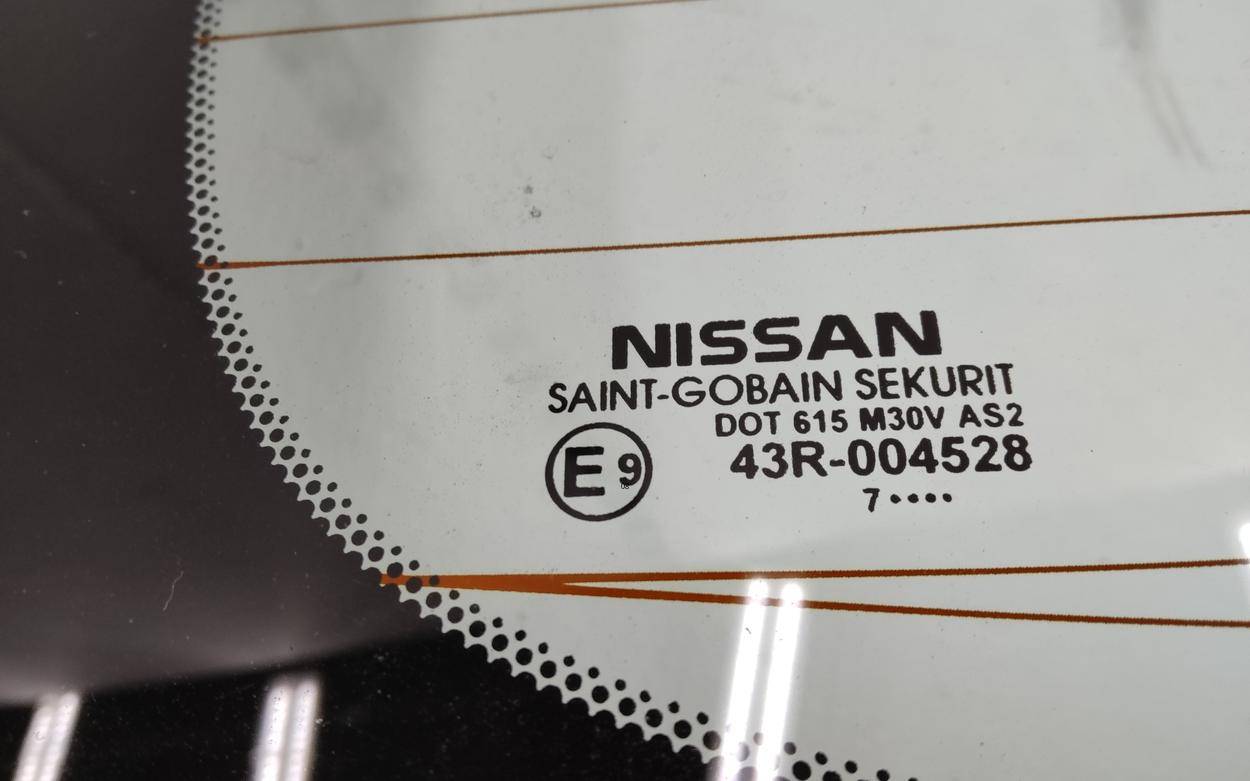 NISSAN
SAINT-GOBAIN SEKURIT
DOT 615 M30V AS2
E9
43R-004528
7••••